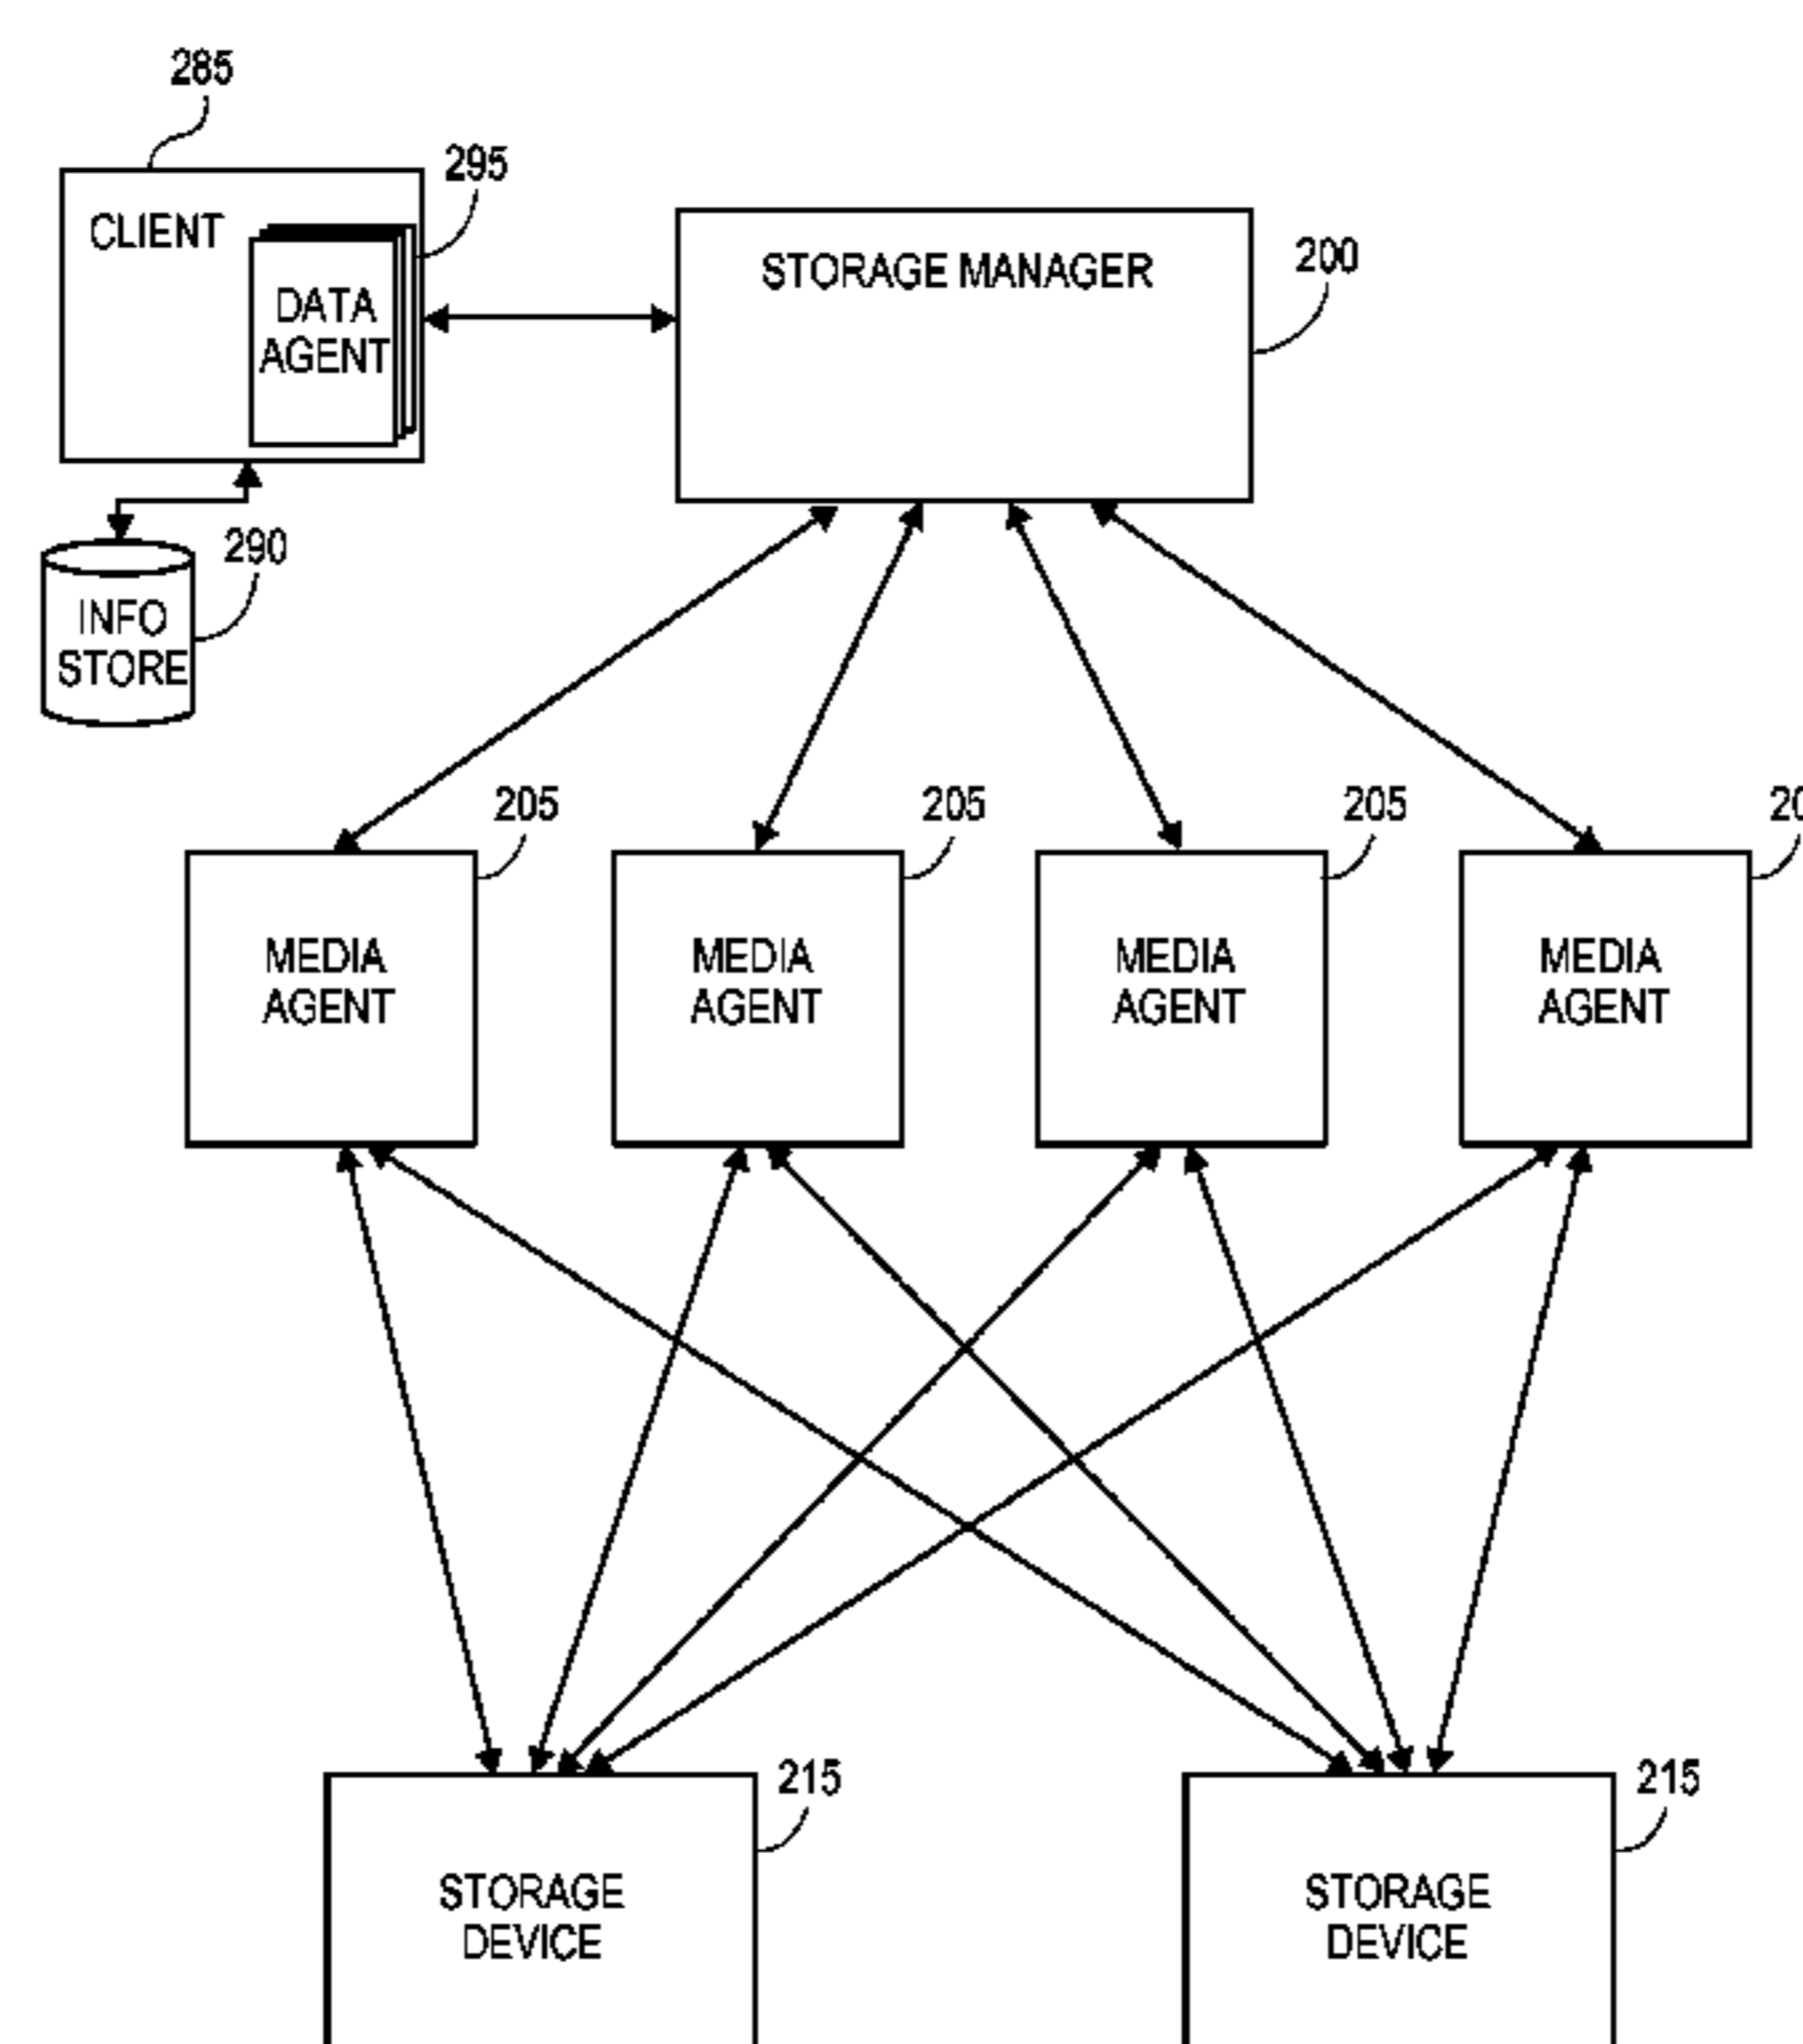 285
295
CLIENT
DATA
AGENT
STORAGE MANAGER
200
290
INFO
STORE
205
205
205
MEDIA
AGENT
MEDIA
AGENT
MEDIA
AGENT
MEDIA
AGENT
215
215
STORAGE
DEVICE
STORAGE
DEVICE